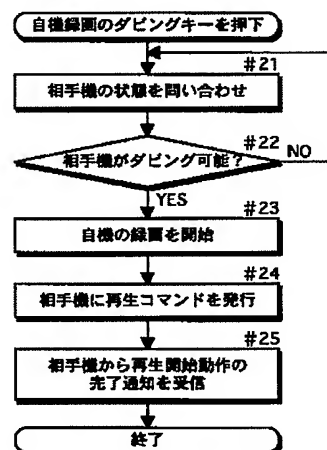 自機録画のダビングキーを押下
#21
相手機の状態を問い合わせ
#22
相手機がダビング可能？
NO
YES
#23
自機の録画を開始
#24
相手機に再生コマンドを発行
#25
相手機から再生開始動作の
完了通知を受信
終了